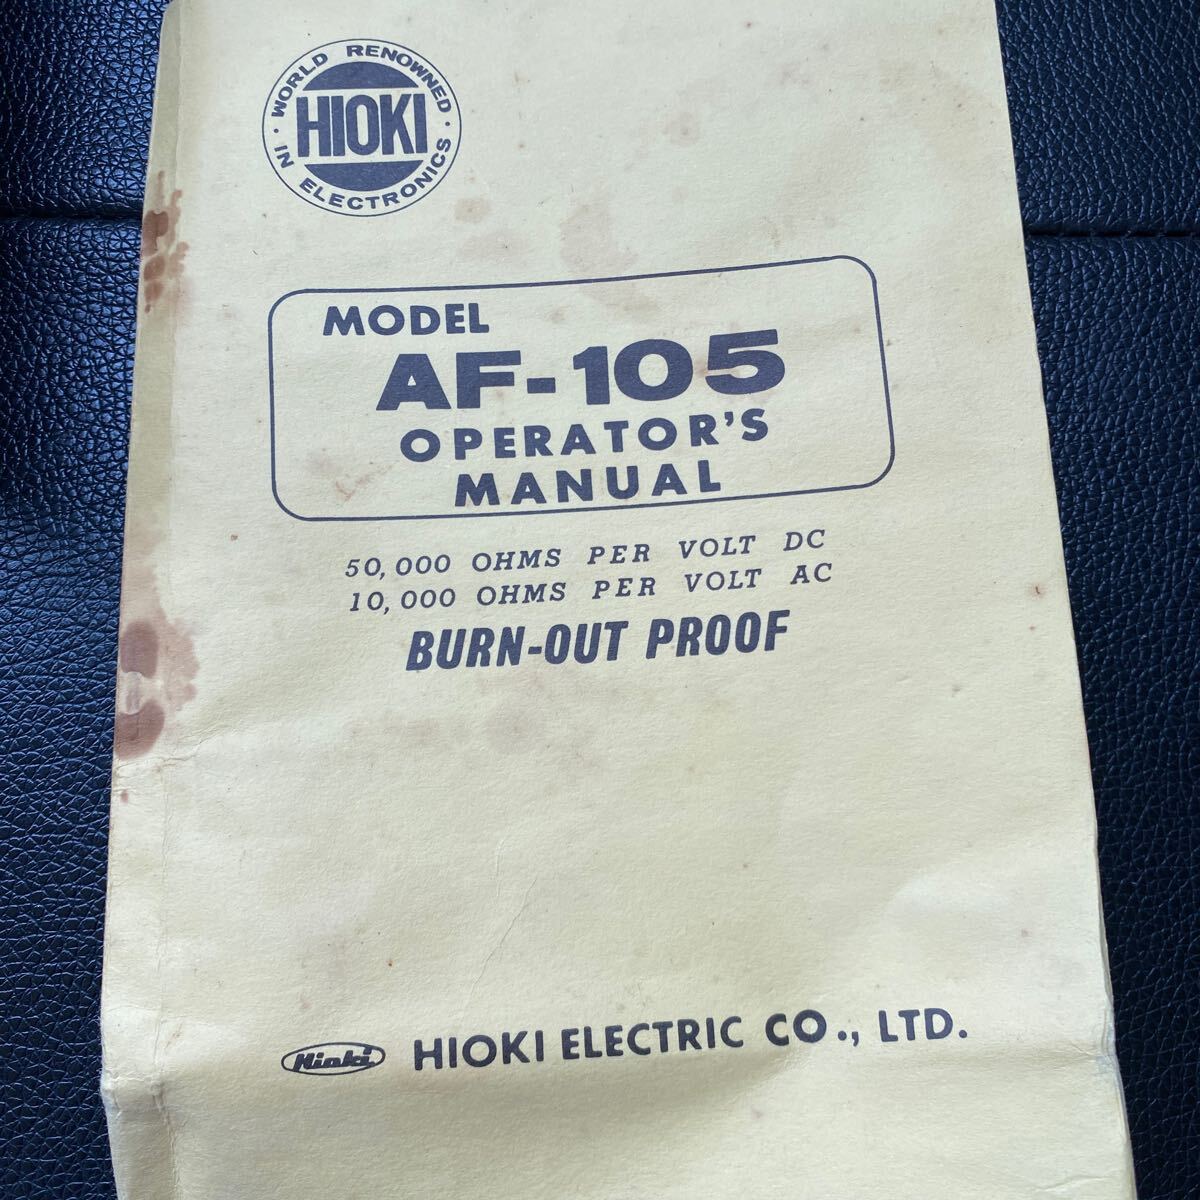 WORLD RENOWNED
HIOKI
· IN ELECTRONICS ·
MODEL
AF-105
OPERATOR'S
MANUAL
50,000 OHMS PER VOLT DC
10,000 OHMS PER VOLT AC
BURN-OUT PROOF
Hioki HIOKI ELECTRIC CO., LTD.